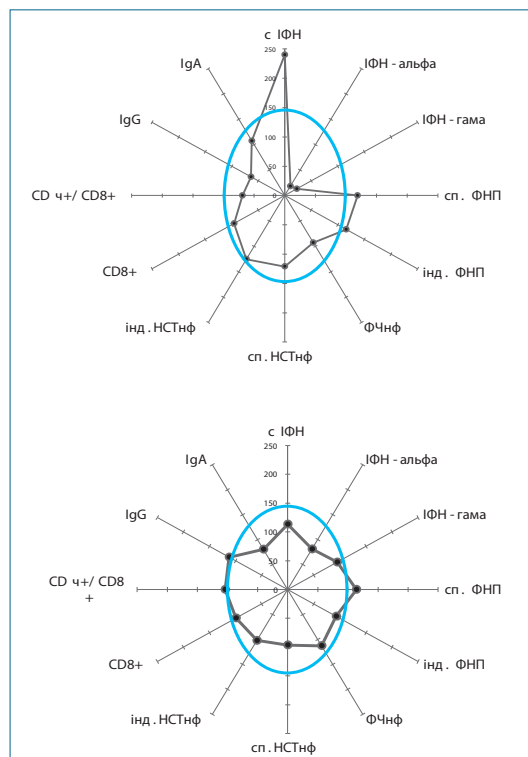 с ІФН
IgA
ІФН - альфа
250
200
IgG
ІФН - гама
150
100
50
CD ч+/ CD8+
0
сп. ФНП
CD8+
інд. ФНП
інд. НСТнф
ФЧнф
сп. НСТнф
с ІФН
250
IgA
ІФН - альфа
200
IgG
ІФН - гама
150
100
50
CD ч+/ CD8
+
0
сп. ФНП
CD8+
інд. ФНП
інд. НСТнф
ФЧнф
сп. НСТнф